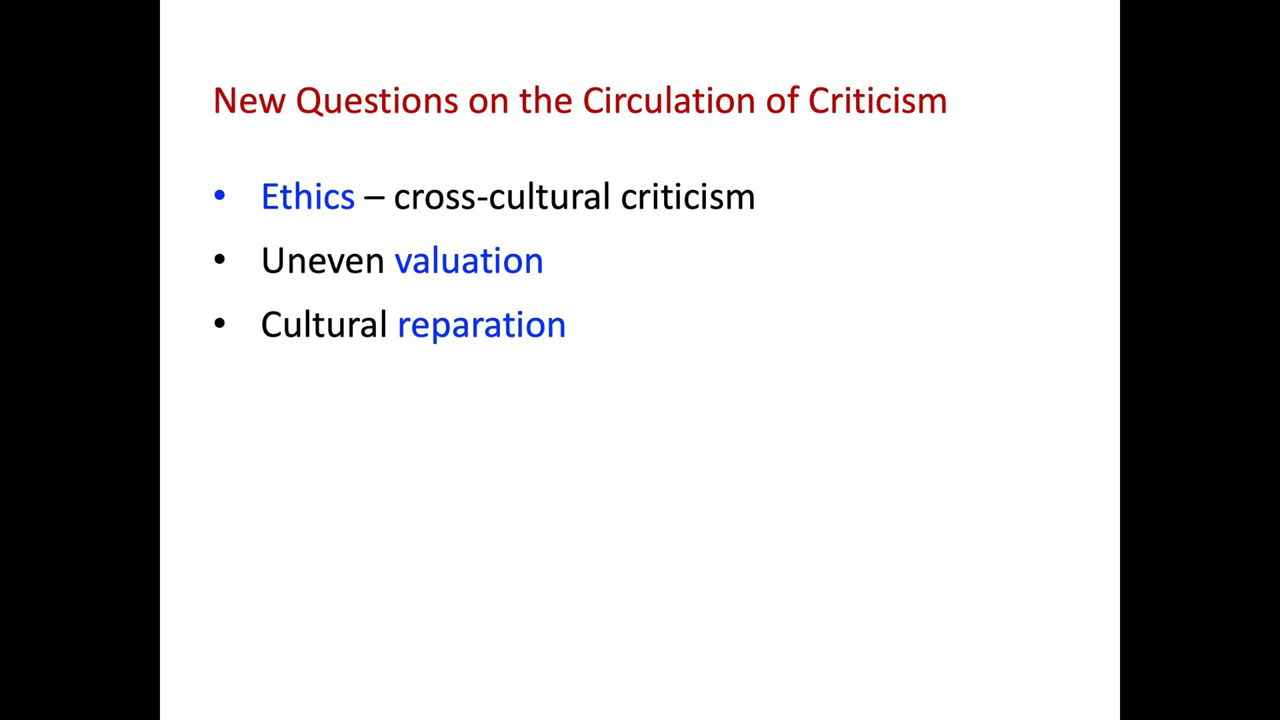 New Questions on the Circulation of Criticism
• Ethics – cross-cultural criticism
• Uneven valuation
• Cultural reparation